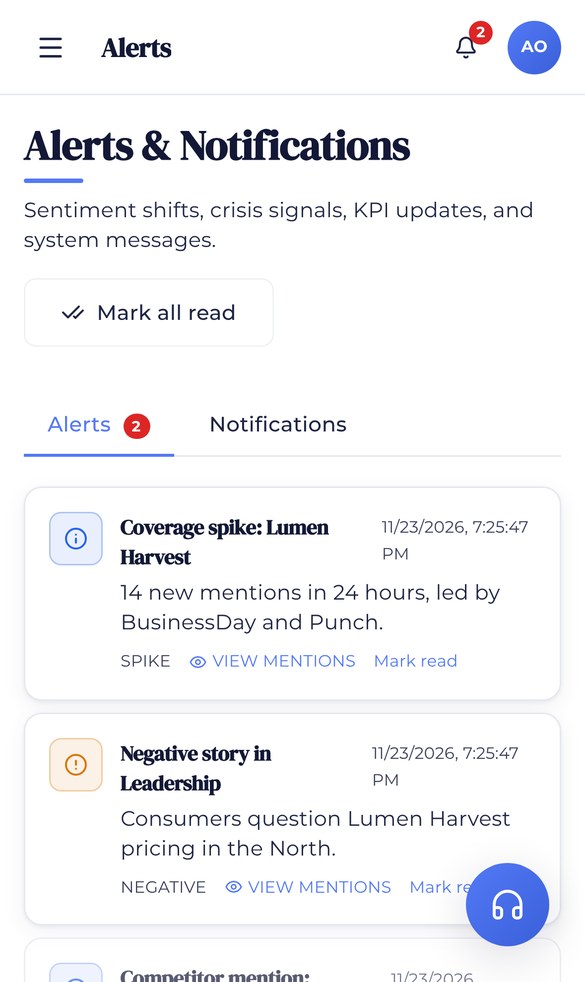 Alerts
2
AO
Alerts & Notifications
Sentiment shifts, crisis signals, KPI updates, and
system messages.
Mark all read
Alerts 2
Notifications
Coverage spike: Lumen
Harvest
11/23/2026, 7:25:47
PM
14 new mentions in 24 hours, led by
BusinessDay and Punch.
SPIKE VIEW MENTIONS Mark read
Negative story in
Leadership
11/23/2026, 7:25:47
PM
Consumers question Lumen Harvest
pricing in the North.
NEGATIVE VIEW MENTIONS Mark re
Competitor mention:
11/23/2026,